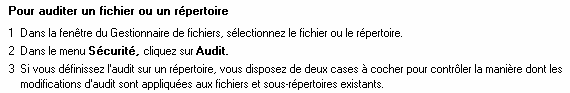 Pour auditer un fichier ou un répertoire
1 Dans la fenêtre du Gestionnaire de fichiers, sélectionnez le fichier ou le répertoire.
2 Dans le menu Sécurité, cliquez sur Audit.
3 Si vous définissez l'audit sur un répertoire, vous disposez de deux cases à cocher pour contrôler la manière dont les
modifications d'audit sont appliquées aux fichiers et sous-répertoires existants.